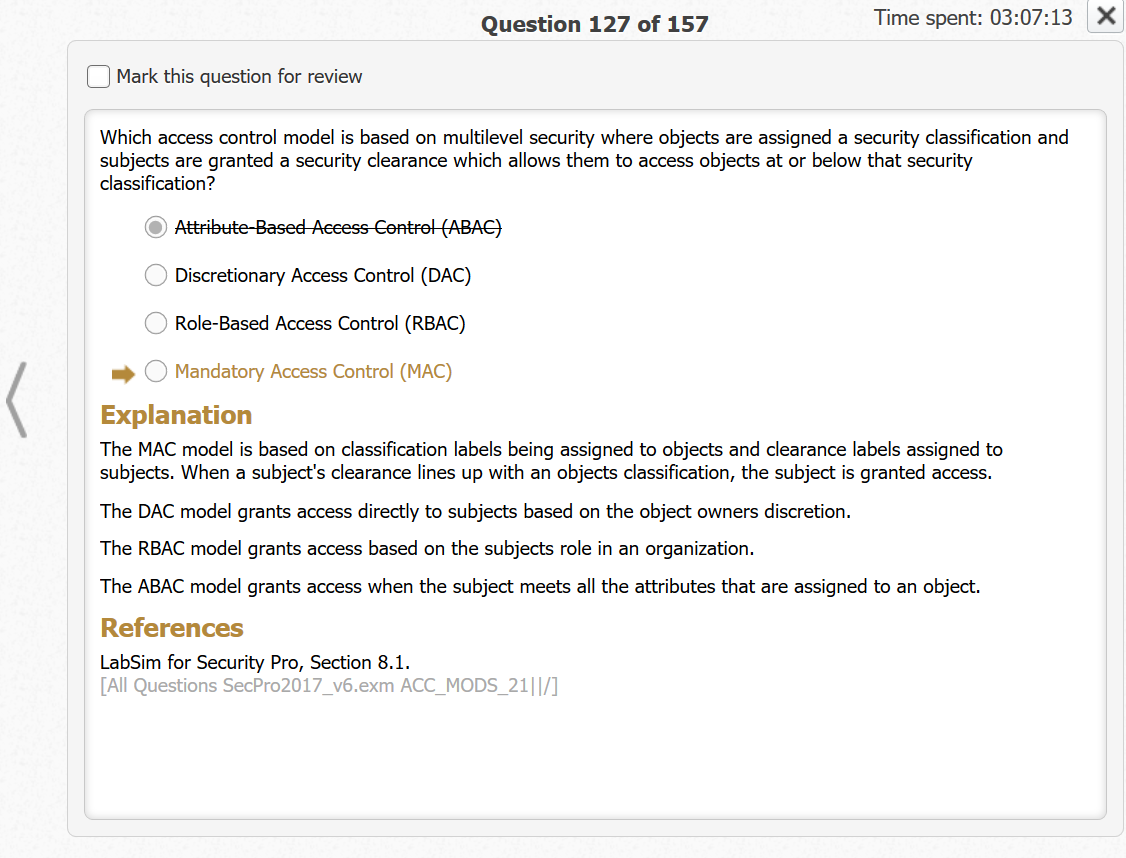 Question 127 of 157
Time spent: 03:07:13
Mark this question for review
Which access control model is based on multilevel security where objects are assigned a security classification and
subjects are granted a security clearance which allows them to access objects at or below that security
classification?
Attribute-Based Access Control (ABAC)
Discretionary Access Control (DAC)
Role-Based Access Control (RBAC)
Mandatory Access Control (MAC)
Explanation
The MAC model is based on classification labels being assigned to objects and clearance labels assigned to
subjects. When a subject's clearance lines up with an objects classification, the subject is granted access.
The DAC model grants access directly to subjects based on the object owners discretion.
The RBAC model grants access based on the subjects role in an organization.
The ABAC model grants access when the subject meets all the attributes that are assigned to an object.
References
LabSim for Security Pro, Section 8.1.
[All Questions SecPro2017_v6.exm ACC_MODS_21||/]